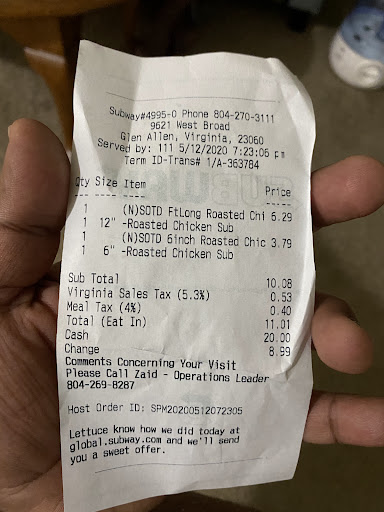 Subway#4995-0 Phone 804-270-3111
9621 West Broad
Glen Allen, Virginia, 23060
Served by: 111 5/12/2020 7:23:06 pm
Term ID-Trans# 1/A-363784
Qty Size Item Price
1 (N)SOTD FtLong Roasted Chi 6.29
1 12" -Roasted Chicken Sub
1 (N)SOTD 6inch Roasted Chic 3.79
1 6" -Roasted Chicken Sub
Sub Total 10.08
Virginia Sales Tax (5.3%) 0.53
Meal Tax (4%) 0.40
Total (Eat In) 11.01
Cash 20.00
Change 8.99
Comments Concerning Your Visit
Please Call Zaid - Operations Leader
804-269-8287
Host Order ID: SPM20200512072305
Lettuce know how we did today at
global.subway.com and we'll send
you a sweet offer.